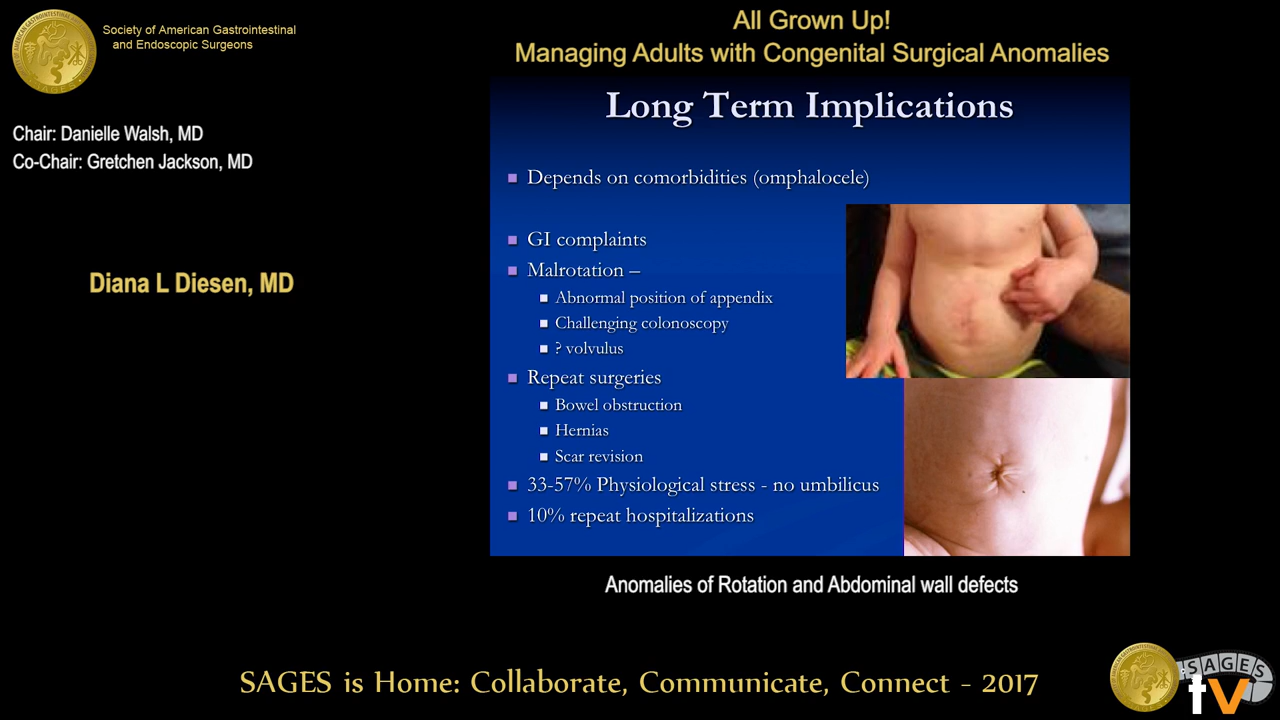 Society of American Gastrointestinal
and Endoscopic Surgeons
All Grown Up!
Managing Adults with Congenital Surgical Anomalies
Chair: Danielle Walsh, MD
Co-Chair: Gretchen Jackson, MD
Diana L Diesen, MD
Long Term Implications
Depends on comorbidities (omphalocele)
GI complaints
Malrotation –
Abnormal position of appendix
Challenging colonoscopy
? volvulus
Repeat surgeries
Bowel obstruction
Hernias
Scar revision
33-57% Physiological stress - no umbilicus
10% repeat hospitalizations
Anomalies of Rotation and Abdominal wall defects
SAGES is Home: Collaborate, Communicate, Connect - 2017
SAGES
tv